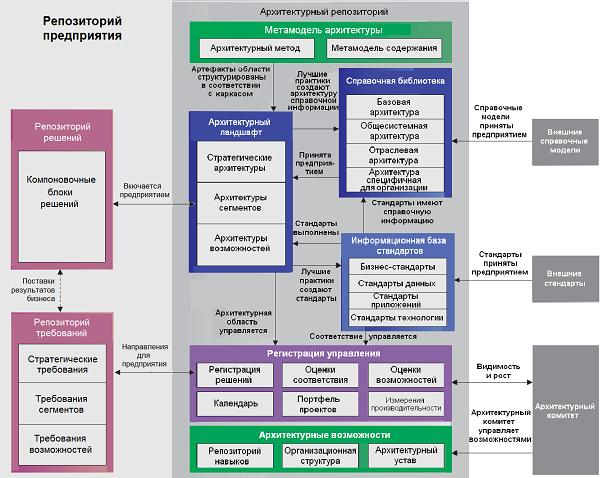 Репозиторий
предприятия
Архитектурный репозиторий
Метамодель архитектуры
Архитектурный метод
Метамодель содержания
Артефакты области
структурированы
в соответствии
с каркасом
Лучшие
практики
создают
архитектуру
справочной
информации
Справочная библиотека
Базовая
архитектура
Общесистемная
архитектура
Отраслевая
архитектура
Архитектура
специфичная
для организации
Справочные
модели
приняты
предприятием
Внешние
справочные
модели
Репозиторий
решений
Компоновочные
блоки
решений
Вкючается
предприятием
Архитектурный
ландшафт
Стратегические
архитектуры
Архитектуры
сегментов
Архитектуры
возможностей
Принята
предприя-
тием
Стандарты имеют
справочную
информацию
Стандарты
выполнены
Информационная база
стандартов
Бизнес-стандарты
Стандарты данных
Стандарты
приложений
Стандарты технологии
Стандарты
приняты
предприятием
Внешние
стандарты
Лучшие
практики
создают
стандарты
Поставки
результатов
бизнеса
Архитектурная
область
управляется
Соответствие управляется
Репозиторий
требований
Стратегические
требования
Требования
сегментов
Требования
возможностей
Направления
для
предприятия
Регистрация управления
Регистрация
решений
Оценки
соответствия
Оценки
возможностей
Календарь
Портфель
проектов
Измерения
производительности
Видимость
и рост
Архитектурный
комитет
управляет
возможностями
Архитектурный
комитет
Архитектурные возможности
Репозиторий
навыков
Организационная
структура
Архитектурный
устав